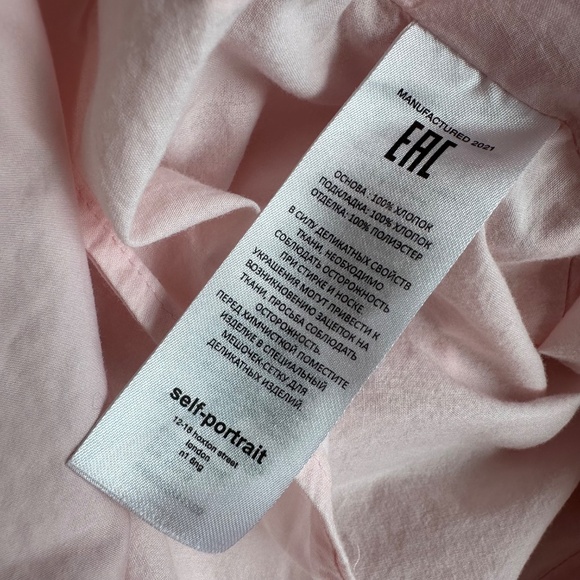 MANUFACTURED 2021
EAC
ОСНОВА : 100% ХЛОПОК
ПОДКЛАДКА: 100% ХЛОПОК
ОТДЕЛКА: 100% ПОЛИЭСТЕР
В СИЛУ ДЕЛИКАТНЫХ СВОЙСТВ
ТКАНИ, НЕОБХОДИМО
СОБЛЮДАТЬ ОСТОРОЖНОСТЬ
ПРИ СТИРКЕ И НОСКЕ.
УКРАШЕНИЯ МОГУТ ПРИВЕСТИ К
ВОЗНИКНОВЕНИЮ ЗАЦЕПОК НА
ТКАНИ, ПРОСЬБА СОБЛЮДАТЬ
ОСТОРОЖНОСТЬ.
ПЕРЕД ХИМЧИСТКОЙ ПОМЕСТИТЕ
ИЗДЕЛИЕ В СПЕЦИАЛЬНЫЙ
МЕШОЧЕК-СЕТКУ ДЛЯ
ДЕЛИКАТНЫХ ИЗДЕЛИЙ.
self-portrait
12-18 hoxton street
london
n1 6ng